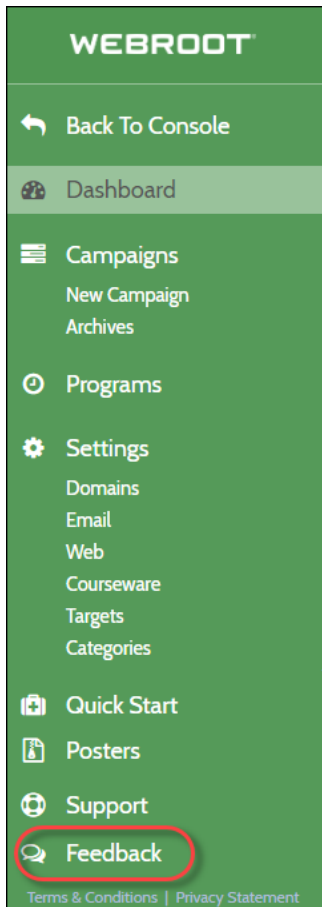 WEBROOT
Back To Console
Dashboard
Campaigns
New Campaign
Archives
Programs
Settings
Domains
Email
Web
Courseware
Targets
Categories
Quick Start
Posters
Support
Feedback
Terms & Conditions | Privacy Statement